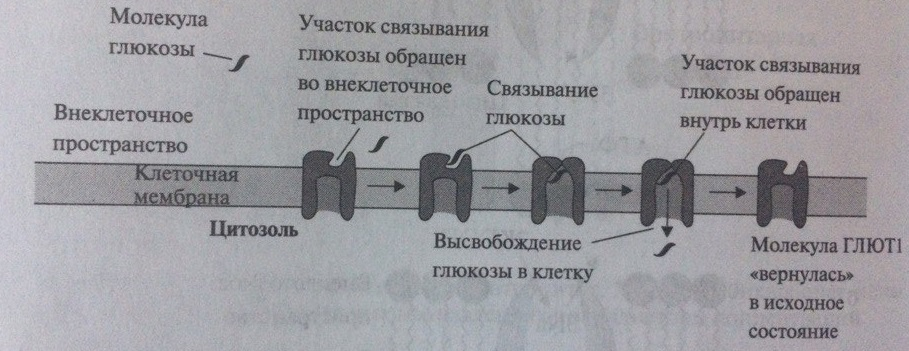 Молекула
глюкозы
Участок связывания
глюкозы обращен
во внеклеточное
пространство
Связывание
глюкозы
Участок связывания
глюкозы обращен
внутрь клетки
Внеклеточное
пространство
Клеточная
мембрана
Цитозоль
Высвобождение
глюкозы в клетку
Молекула ГЛЮТ1
«вернулась»
в исходное
состояние